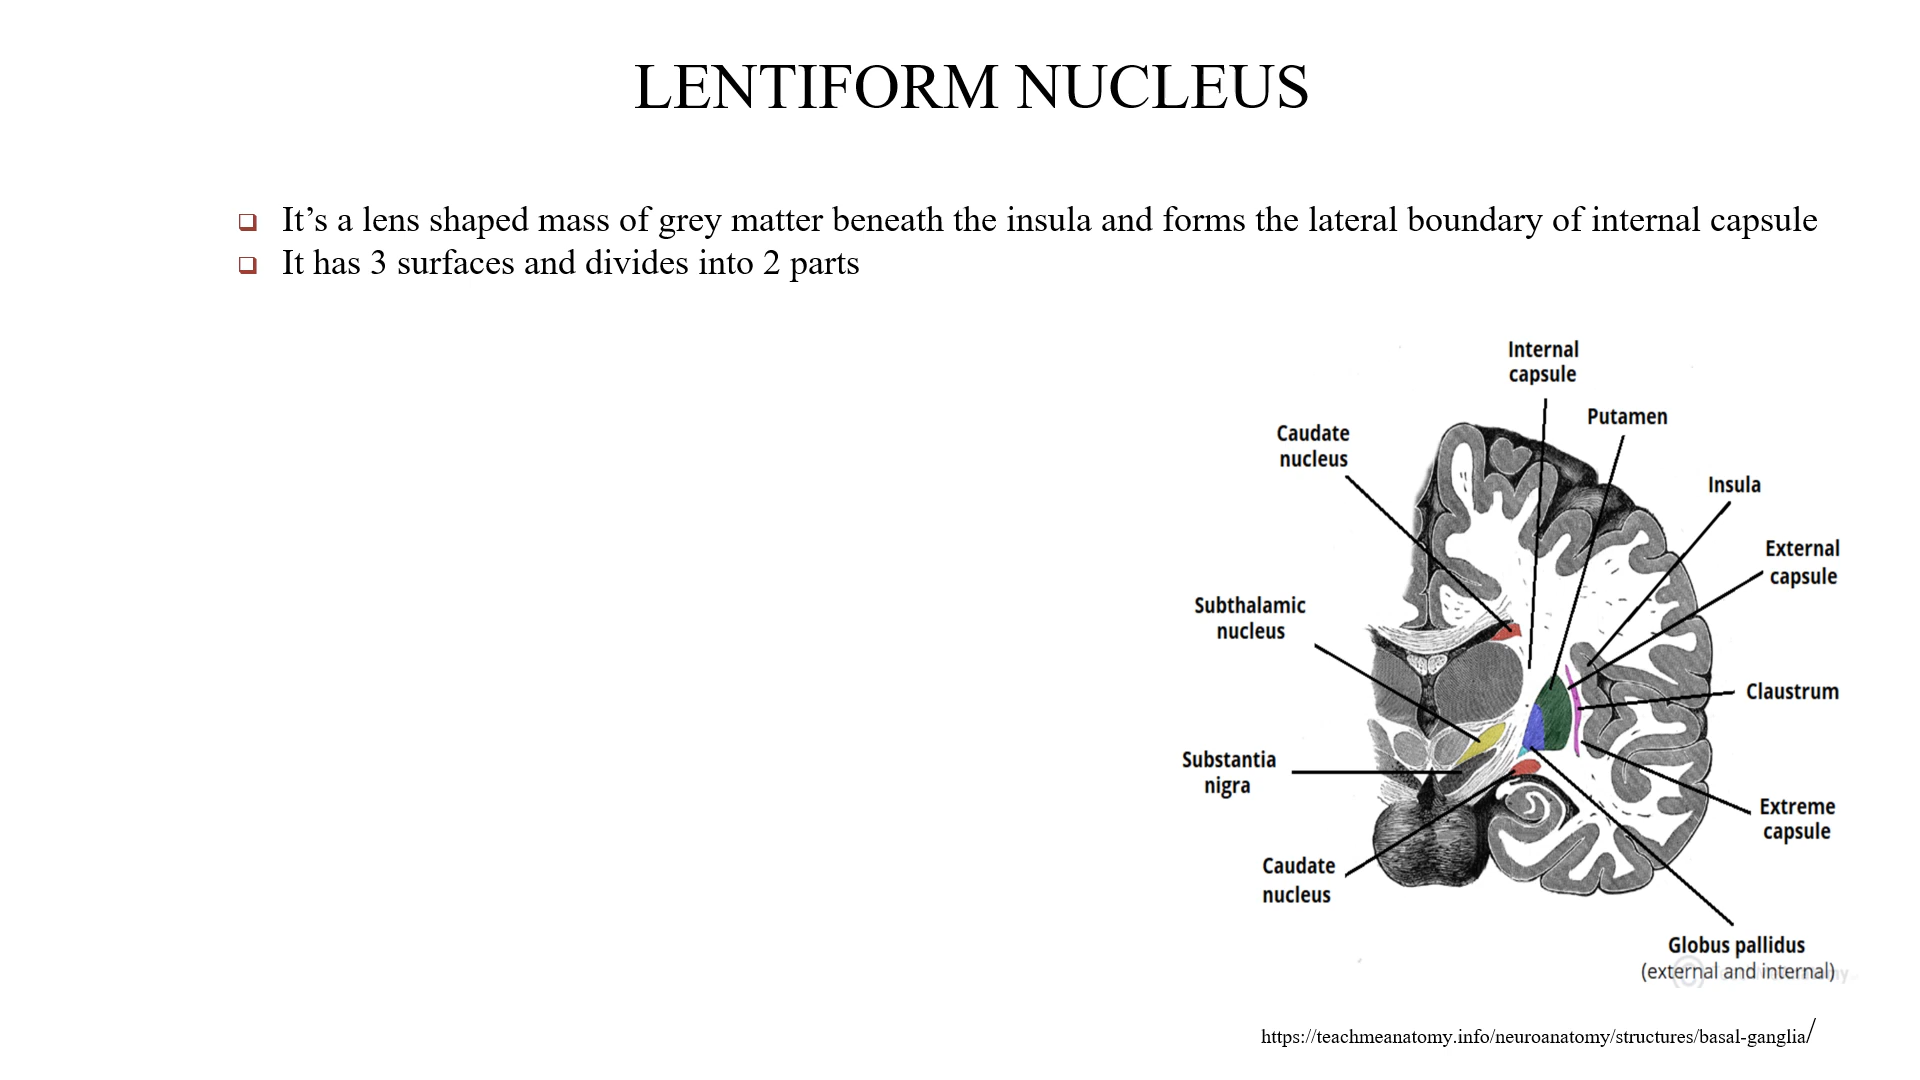 LENTIFORM NUCLEUS
It’s a lens shaped mass of grey matter beneath the insula and forms the lateral boundary of internal capsule
It has 3 surfaces and divides into 2 parts
Internal
capsule
Putamen
Caudate
nucleus
Insula
External
capsule
Subthalamic
nucleus
Claustrum
Substantia
nigra
Extreme
capsule
Caudate
nucleus
Globus pallidus
(external and internal)
https://teachmeanatomy.info/neuroanatomy/structures/basal-ganglia/